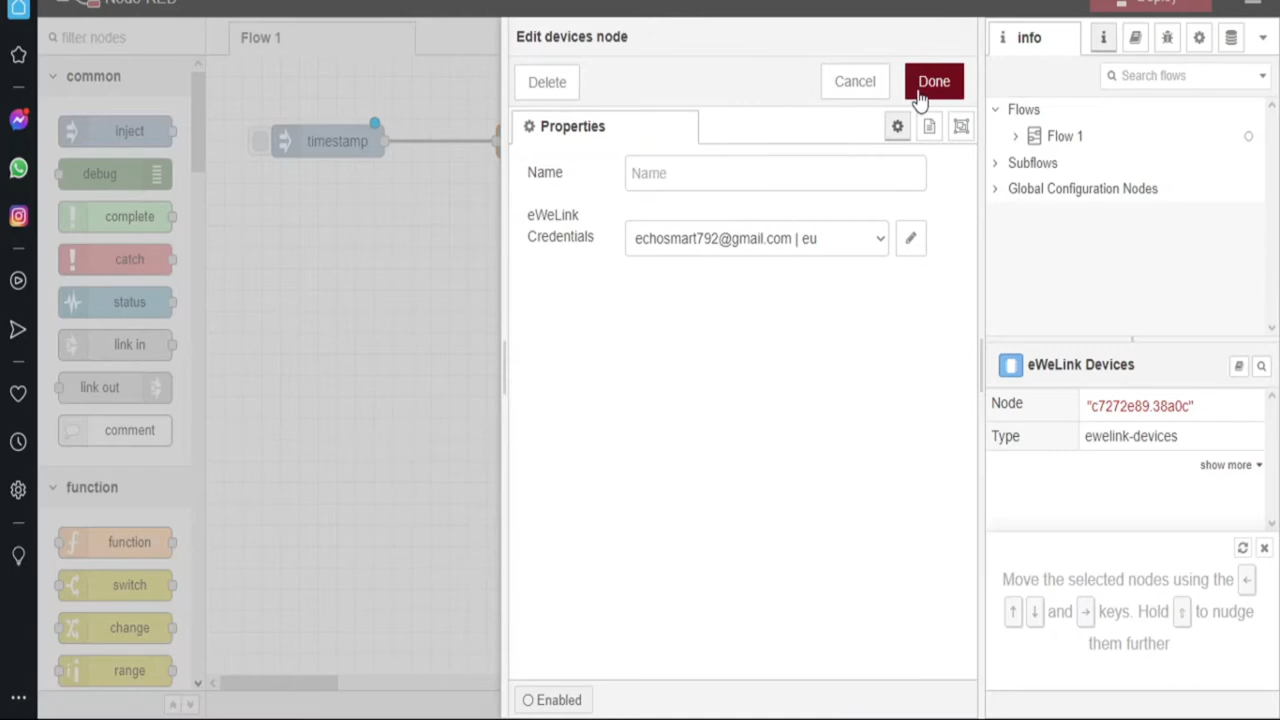 Node-RED
Deploy
filter nodes
Flow 1
Edit devices node
info
common
Delete
Cancel
Done
Search flows
inject
timestamp
Properties
Flows
Flow 1
debug
Name
Name
Subflows
Global Configuration Nodes
complete
eWeLink
Credentials
echosmart792@gmail.com | eu
catch
status
link in
eWeLink Devices
link out
Node
"c7272e89.38a0c"
comment
Type
ewelink-devices
show more
function
function
Move the selected nodes using the ←
↑ ↓ and → keys. Hold ⇧ to nudge
them further
switch
change
range
Enabled